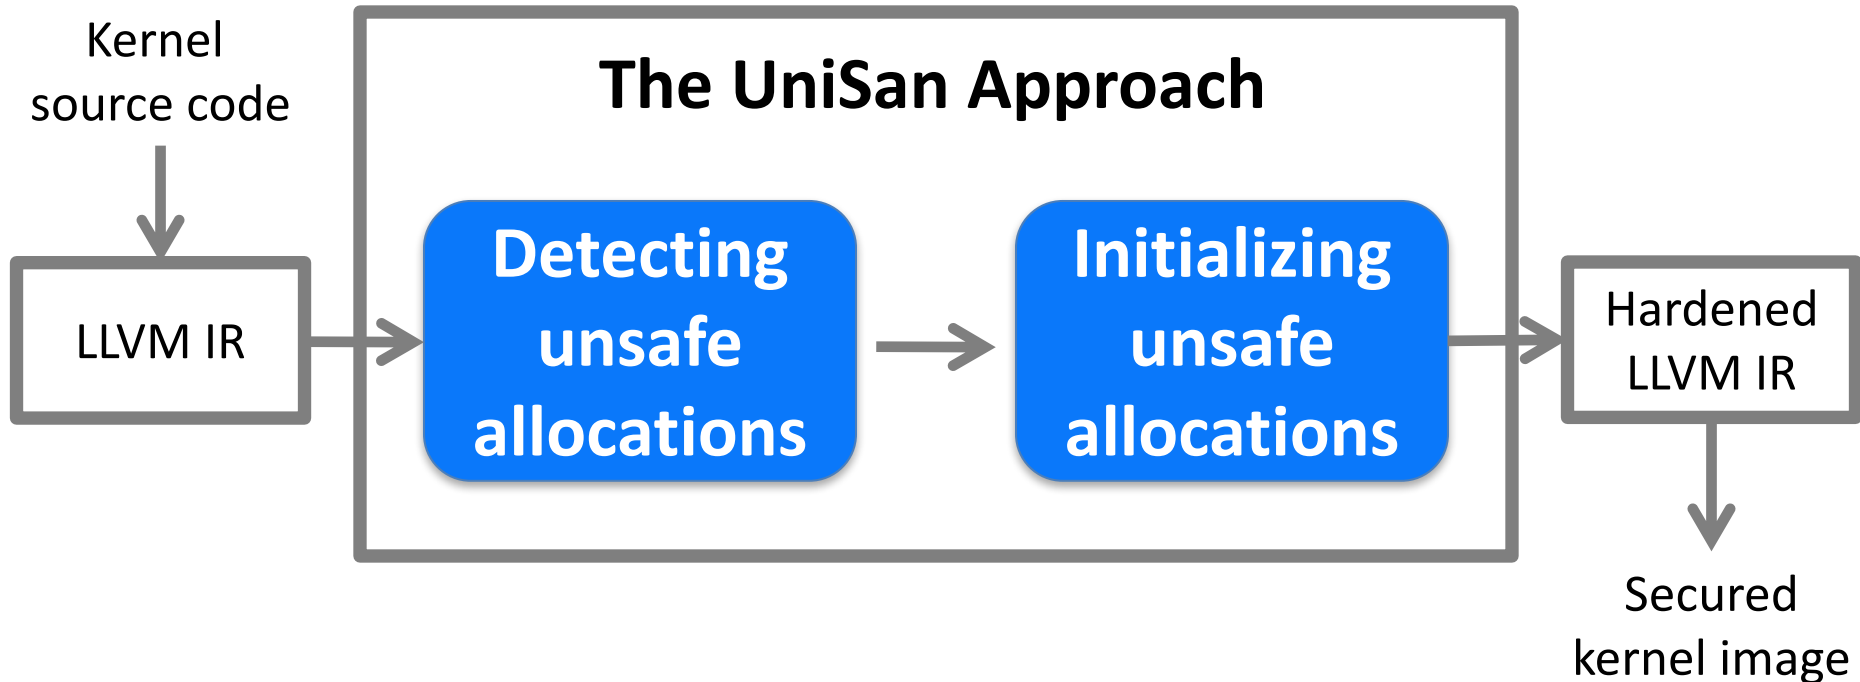 Kernel
source code
The UniSan Approach
LLVM IR
Detecting
unsafe
allocations
Initializing
unsafe
allocations
Hardened
LLVM IR
Secured
kernel image